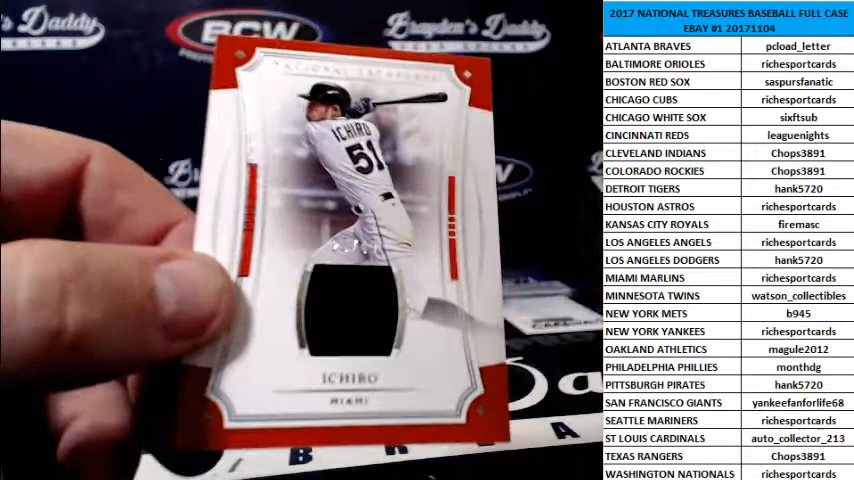 's Daddy
BCW
Brayden's Daddy
NATIONAL TREASURES
ICHIRO
51
ICHIRO
MIAMI
B R E A
2017 NATIONAL TREASURES BASEBALL FULL CASE
EBAY #1 20171104
ATLANTA BRAVES pcload_letter
BALTIMORE ORIOLES richesportcards
BOSTON RED SOX saspursfanatic
CHICAGO CUBS richesportcards
CHICAGO WHITE SOX sixftsub
CINCINNATI REDS leaguenights
CLEVELAND INDIANS Chops3891
COLORADO ROCKIES Chops3891
DETROIT TIGERS hank5720
HOUSTON ASTROS richesportcards
KANSAS CITY ROYALS firemasc
LOS ANGELES ANGELS richesportcards
LOS ANGELES DODGERS hank5720
MIAMI MARLINS richesportcards
MINNESOTA TWINS watson_collectibles
NEW YORK METS b945
NEW YORK YANKEES richesportcards
OAKLAND ATHLETICS magule2012
PHILADELPHIA PHILLIES monthdg
PITTSBURGH PIRATES hank5720
SAN FRANCISCO GIANTS yankeefanforlife68
SEATTLE MARINERS richesportcards
ST LOUIS CARDINALS auto_collector_213
TEXAS RANGERS Chops3891
WASHINGTON NATIONALS richesportcards